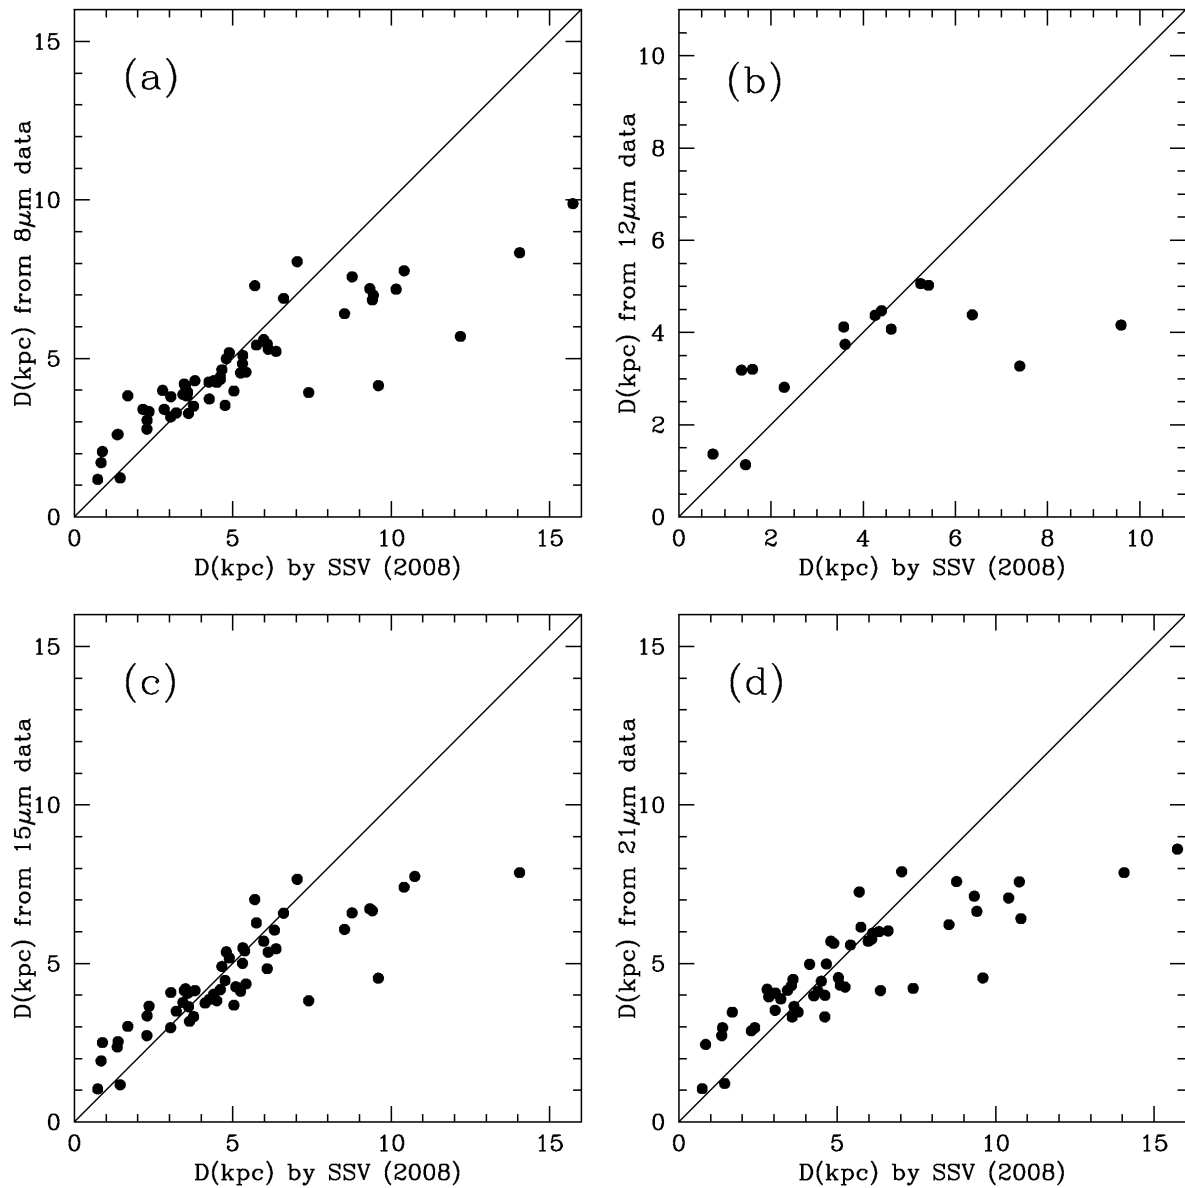 (a)
D(kpc) from 8μm data
15
10
5
0
0 5 10 15
D(kpc) by SSV (2008)
(b)
D(kpc) from 12μm data
10
8
6
4
2
0
0 2 4 6 8 10
D(kpc) by SSV (2008)
(c)
D(kpc) from 15μm data
15
10
5
0
0 5 10 15
D(kpc) by SSV (2008)
(d)
D(kpc) from 21μm data
15
10
5
0
0 5 10 15
D(kpc) by SSV (2008)